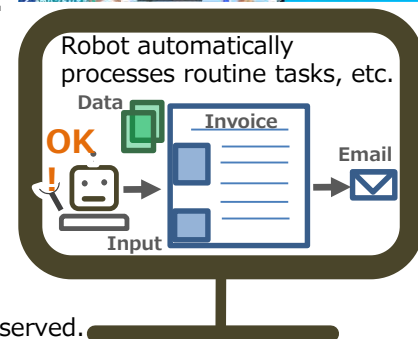 Robot automatically
processes routine tasks, etc.
Data
Invoice
OK
!
Email
Input
served.